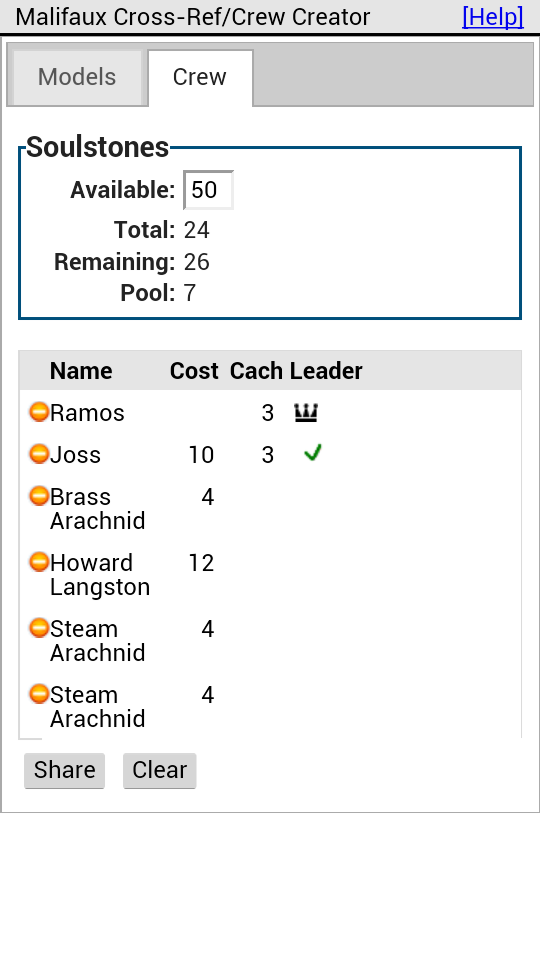 Malifaux Cross-Ref/Crew Creator [Help]
Models Crew
Soulstones
Available: 50
Total: 24
Remaining: 26
Pool: 7
Name Cost Cach Leader
Ramos 3
Joss 10 3
Brass 4
Arachnid
Howard 12
Langston
Steam 4
Arachnid
Steam 4
Arachnid
Share Clear